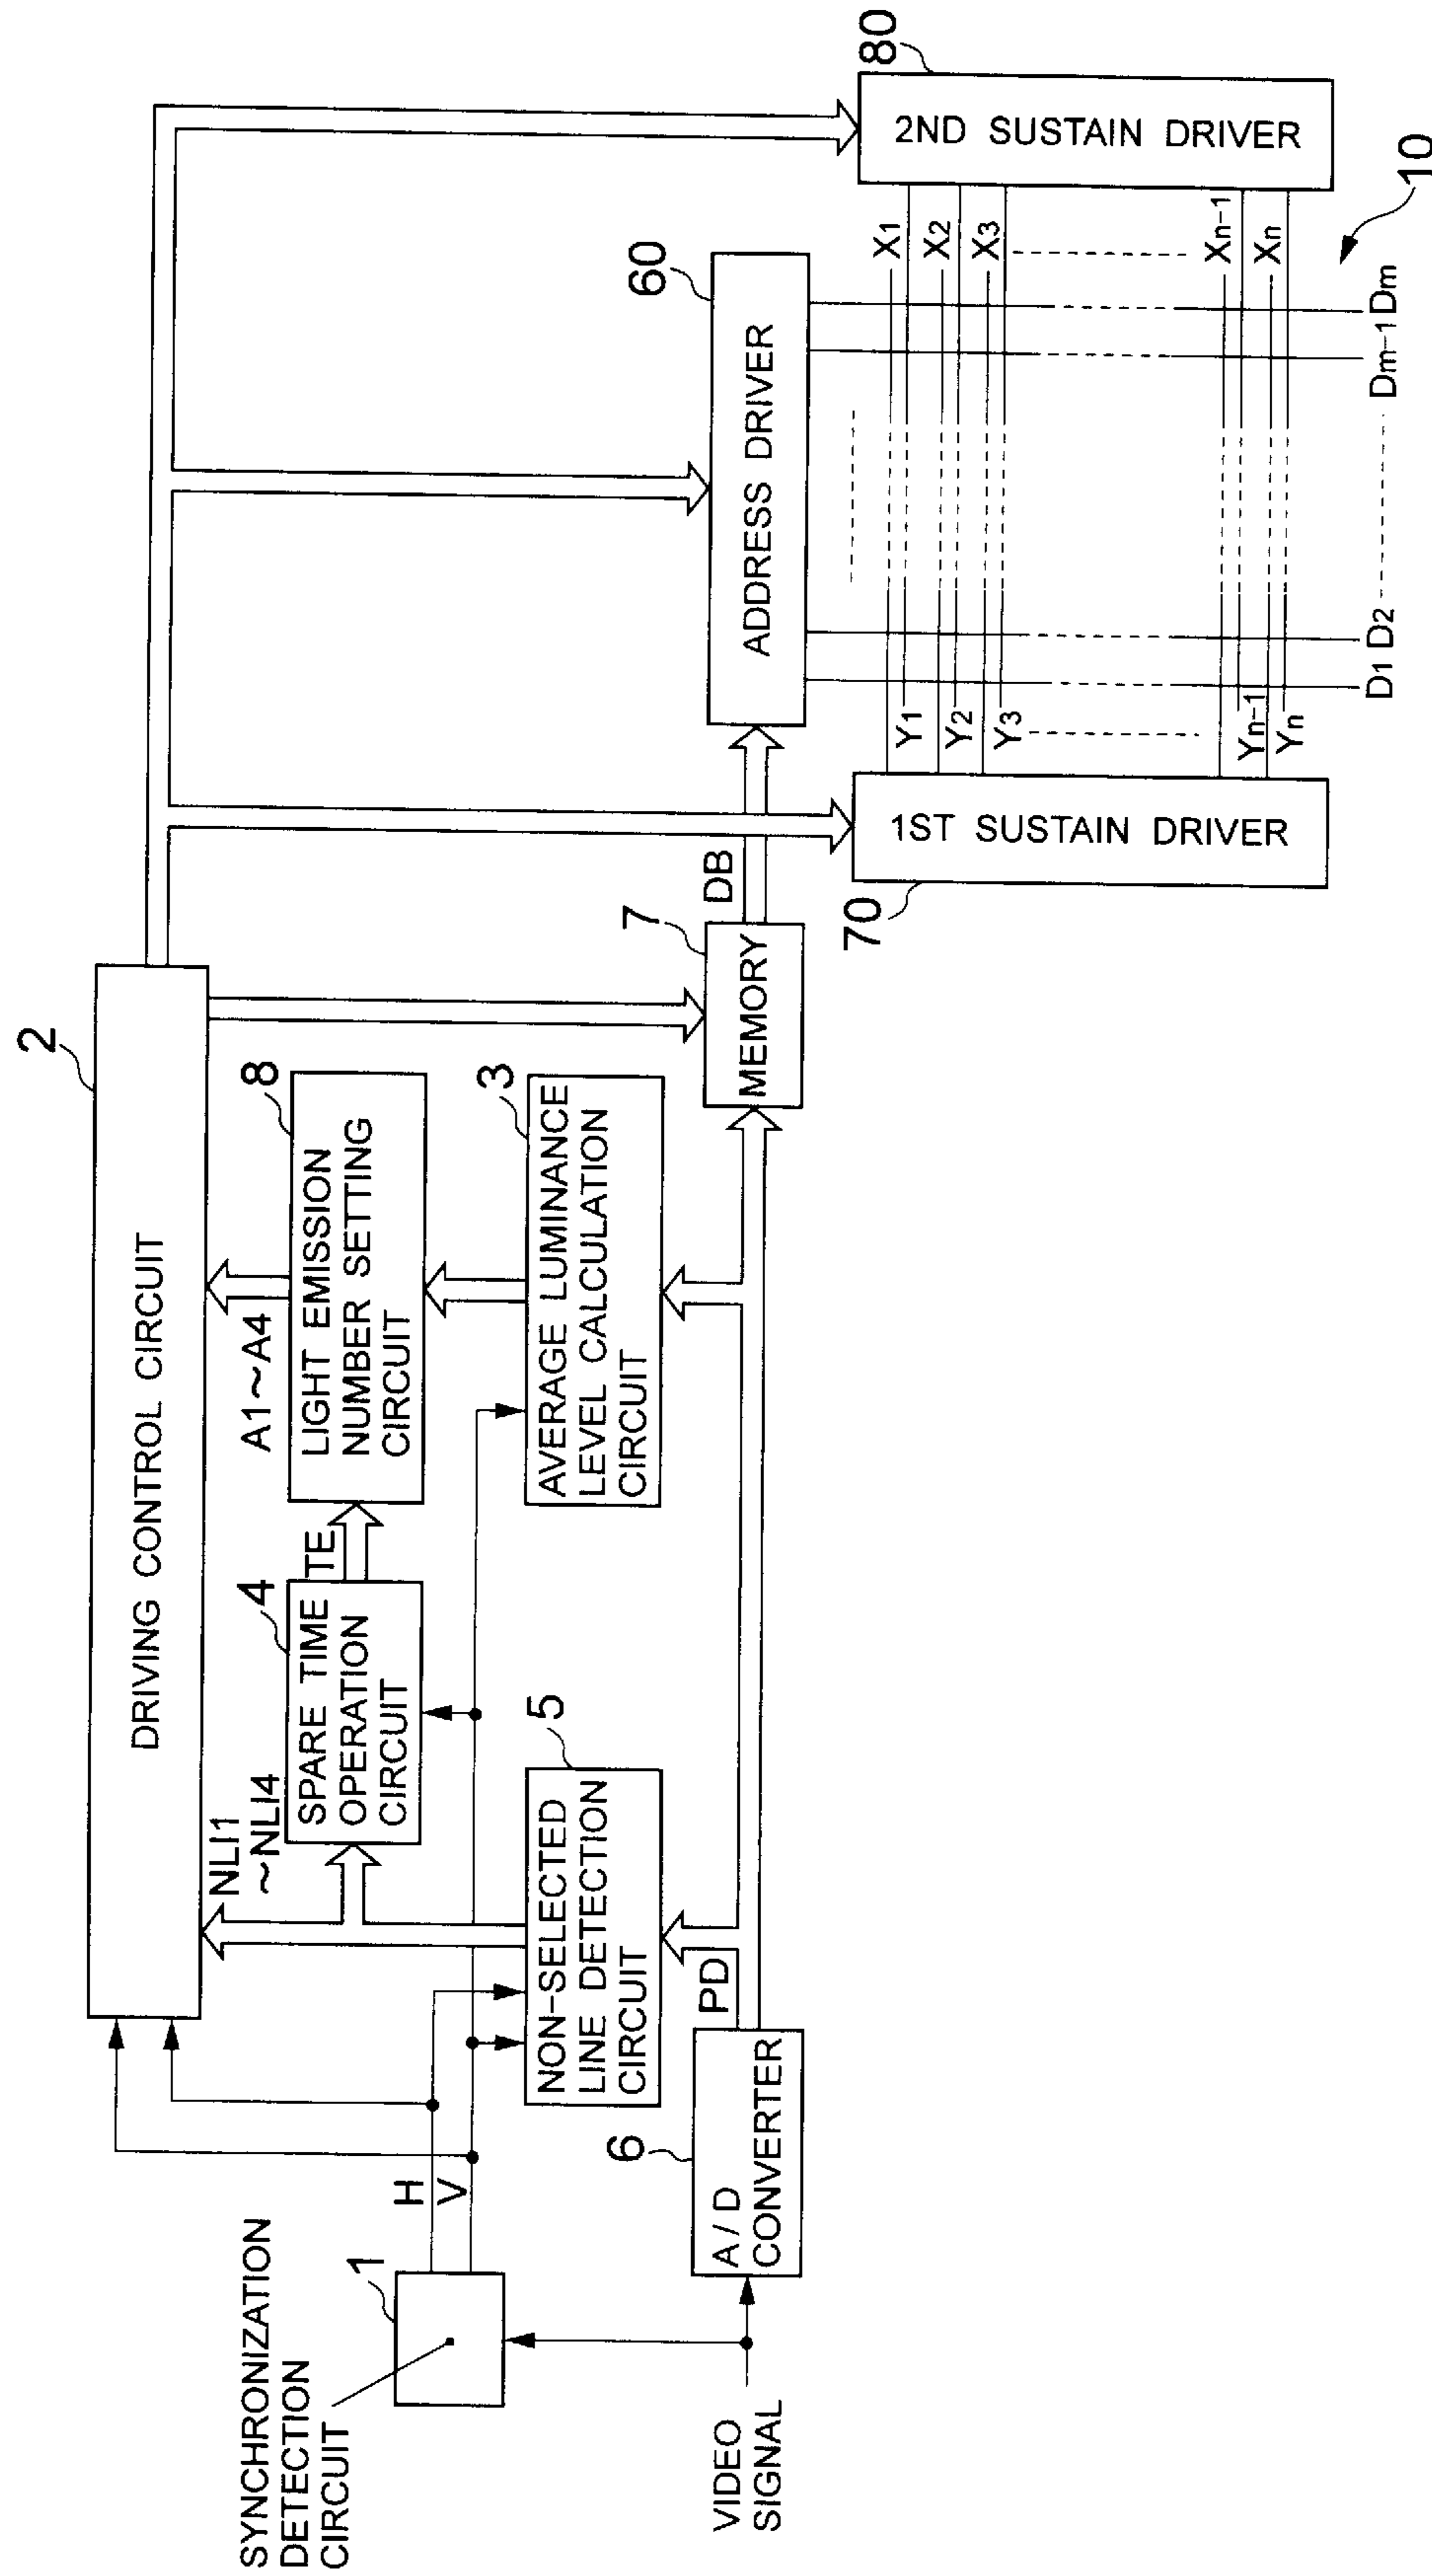 2
DRIVING CONTROL CIRCUIT
NLI1
~NLI4
A1~A4
4
SPARE TIME
OPERATION
CIRCUIT
TE
8
LIGHT EMISSION
NUMBER SETTING
CIRCUIT
SYNCHRONIZATION
DETECTION
CIRCUIT
1
H
V
5
NON-SELECTED
LINE DETECTION
CIRCUIT
3
AVERAGE LUMINANCE
LEVEL CALCULATION
CIRCUIT
VIDEO
SIGNAL
6
A/D
CONVERTER
PD
7
MEMORY
DB
60
ADDRESS DRIVER
70
1ST SUSTAIN DRIVER
80
2ND SUSTAIN DRIVER
Y1
Y2
Y3
Yn-1
Yn
X1
X2
X3
Xn-1
Xn
D1 D2 Dm-1 Dm
10